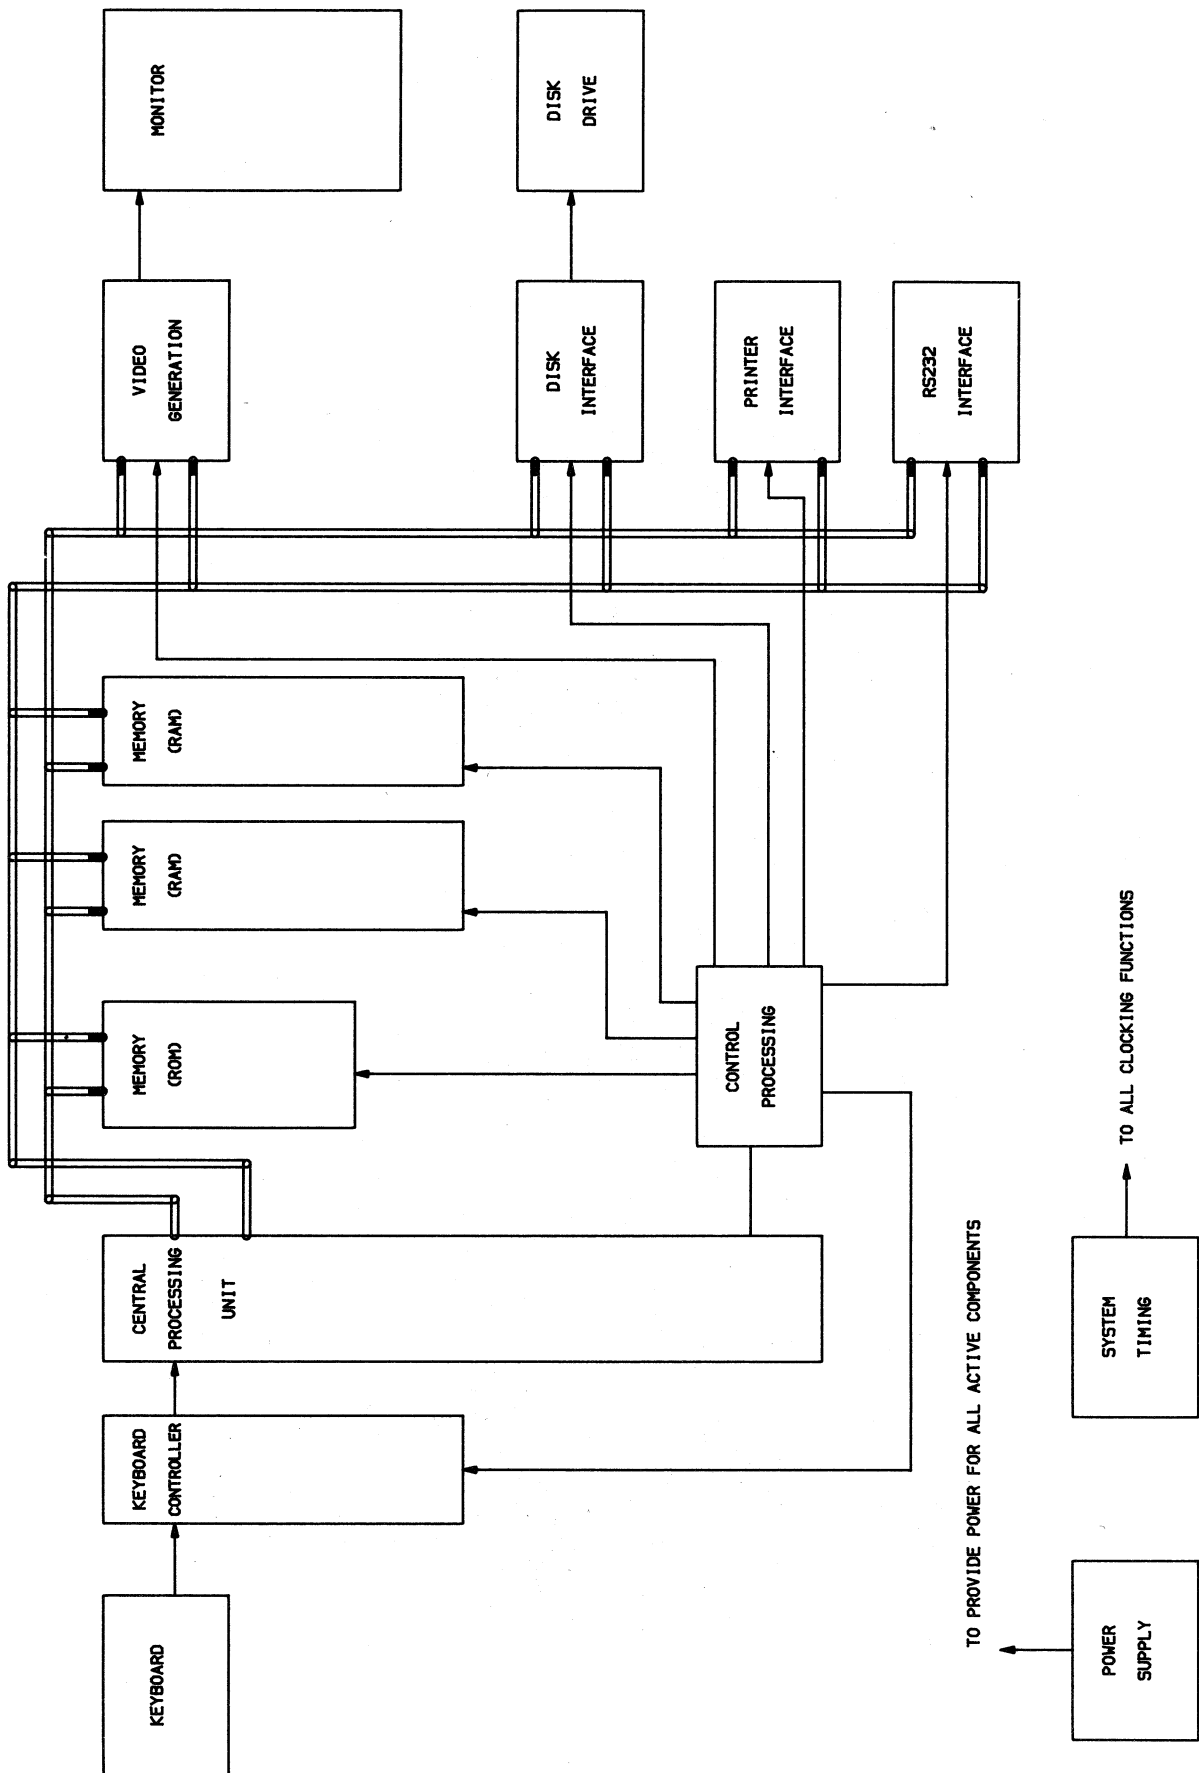 KEYBOARD
KEYBOARD
CONTROLLER
CENTRAL
PROCESSING
UNIT
MEMORY
(ROM)
MEMORY
(RAM)
MEMORY
(RAM)
VIDEO
GENERATION
MONITOR
DISK
INTERFACE
DISK
DRIVE
CONTROL
PROCESSING
PRINTER
INTERFACE
RS232
INTERFACE
TO PROVIDE POWER FOR ALL ACTIVE COMPONENTS
POWER
SUPPLY
SYSTEM
TIMING
TO ALL CLOCKING FUNCTIONS